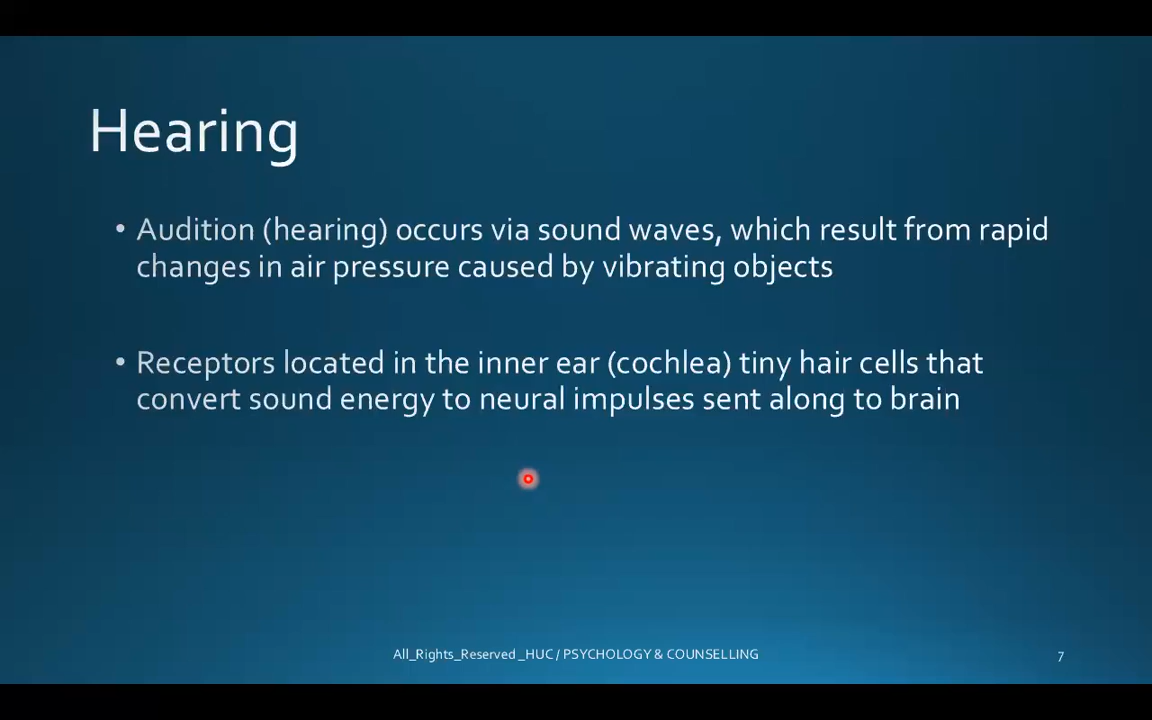 Hearing
• Audition (hearing) occurs via sound waves, which result from rapid
changes in air pressure caused by vibrating objects
• Receptors located in the inner ear (cochlea) tiny hair cells that
convert sound energy to neural impulses sent along to brain
All_Rights_Reserved _HUC / PSYCHOLOGY & COUNSELLING
7